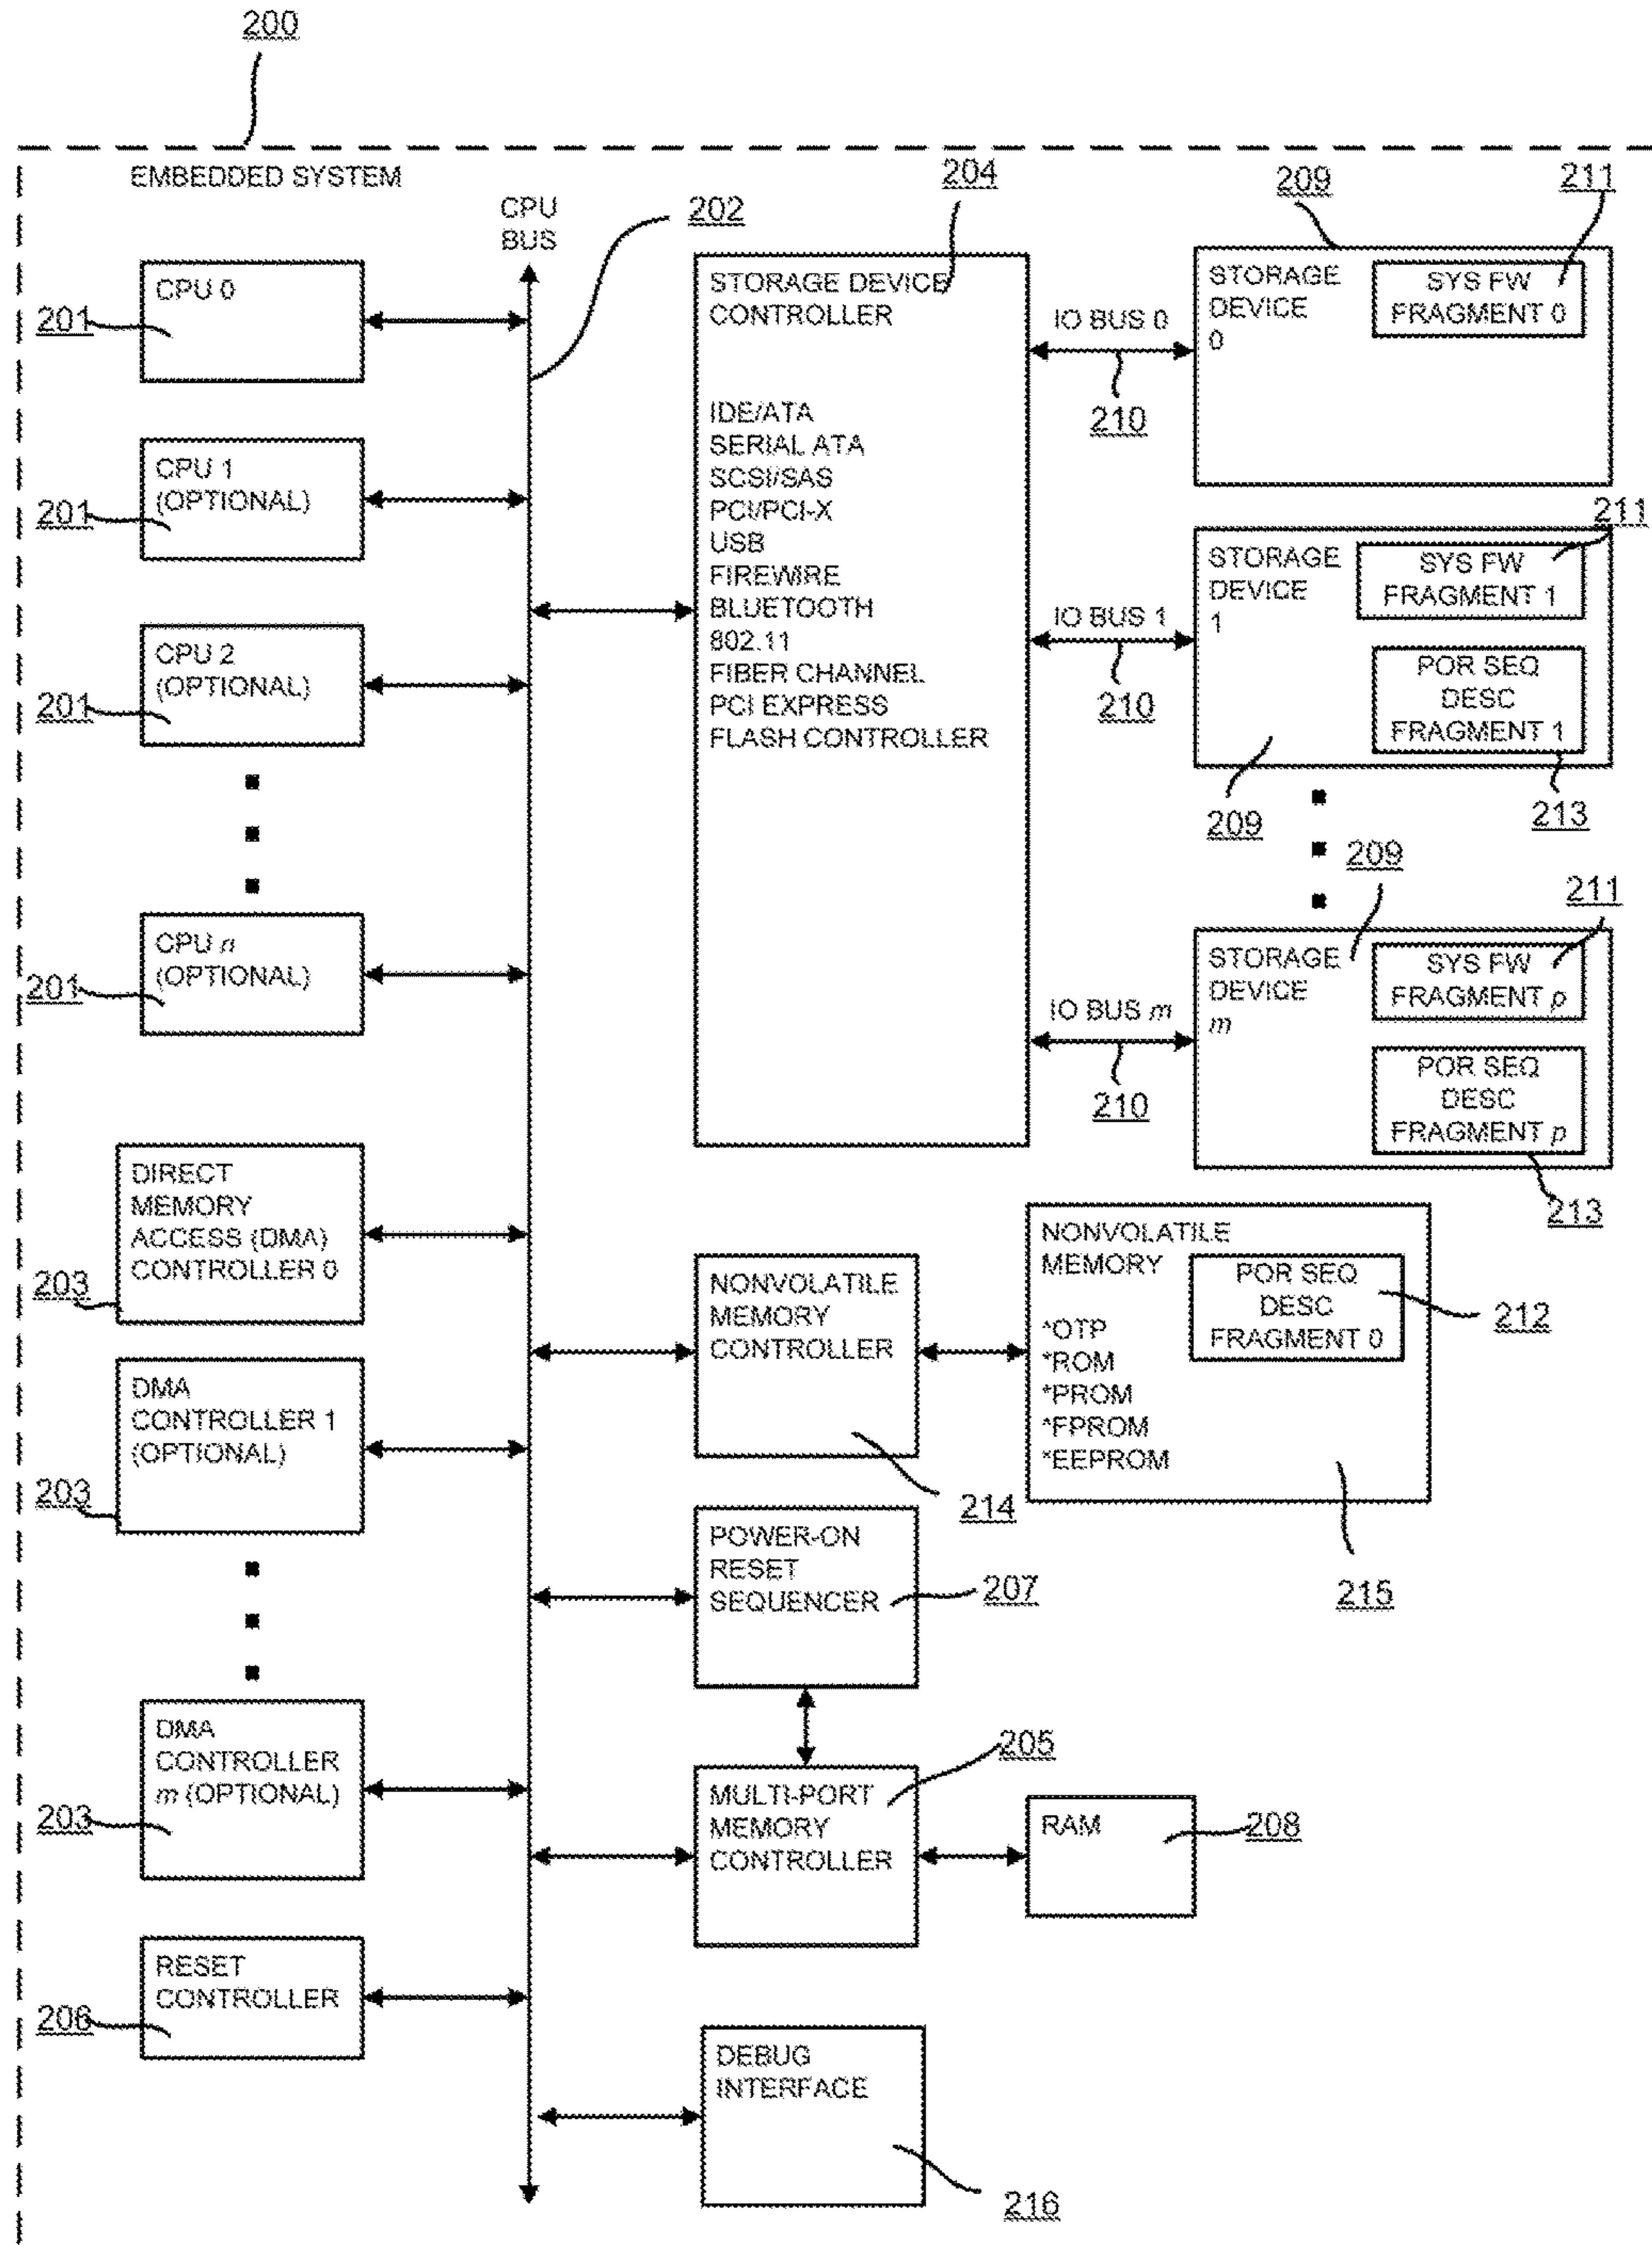 200
EMBEDDED SYSTEM
CPU
BUS
202
CPU 0
201
CPU 1
(OPTIONAL)
201
CPU 2
(OPTIONAL)
201
CPU n
(OPTIONAL)
201
DIRECT
MEMORY
ACCESS (DMA)
CONTROLLER 0
203
DMA
CONTROLLER 1
(OPTIONAL)
203
DMA
CONTROLLER
m (OPTIONAL)
203
RESET
CONTROLLER
206
204
STORAGE DEVICE
CONTROLLER
IDE/ATA
SERIAL ATA
SCSI/SAS
PCI/PCI-X
USB
FIREWIRE
BLUETOOTH
802.11
FIBER CHANNEL
PCI EXPRESS
FLASH CONTROLLER
IO BUS 0
210
IO BUS 1
210
IO BUS m
210
209
211
STORAGE
DEVICE
0
SYS FW
FRAGMENT 0
211
STORAGE
DEVICE
1
SYS FW
FRAGMENT 1
POR SEQ
DESC
FRAGMENT 1
209
213
209
211
STORAGE
DEVICE
m
SYS FW
FRAGMENT p
POR SEQ
DESC
FRAGMENT p
213
NONVOLATILE
MEMORY
CONTROLLER
214
NONVOLATILE
MEMORY
*OTP
*ROM
*PROM
*FPROM
*EEPROM
POR SEQ
DESC
FRAGMENT 0
212
215
POWER-ON
RESET
SEQUENCER
207
MULTI-PORT
MEMORY
CONTROLLER
205
RAM
208
DEBUG
INTERFACE
216